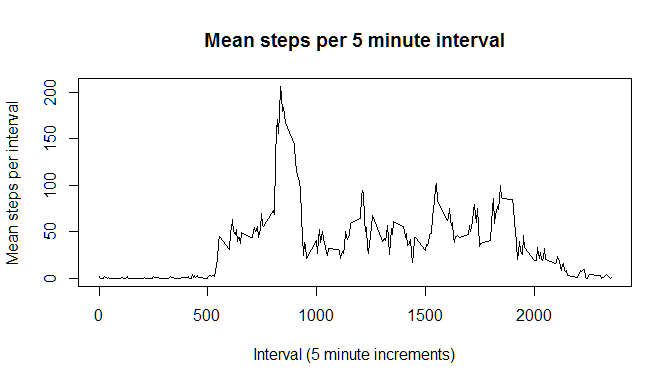 Mean steps per 5 minute interval
Mean steps per interval
200
150
100
50
0
0 500 1000 1500 2000
Interval (5 minute increments)